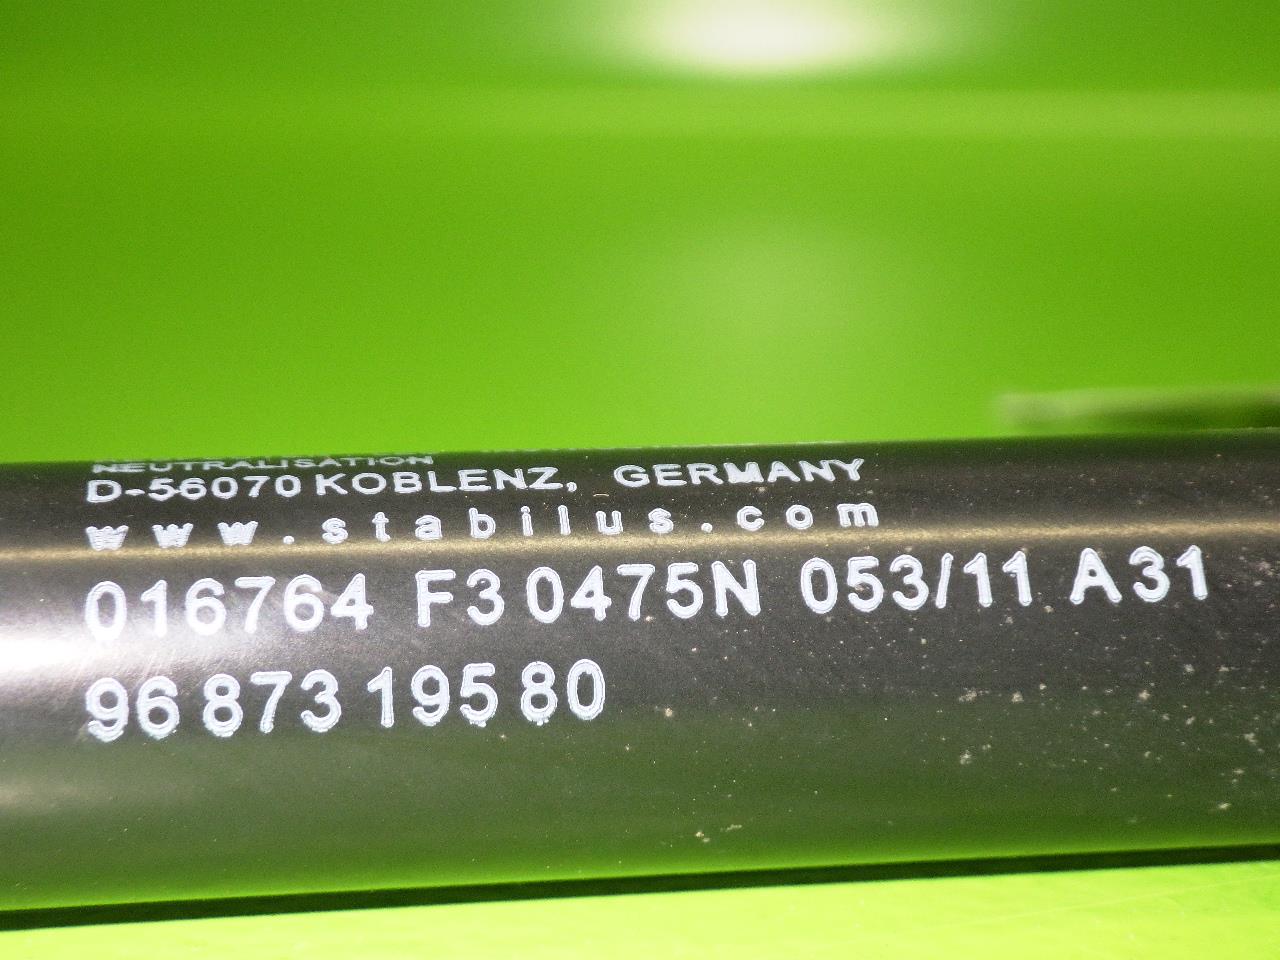 NEUTRALISATION
D-56070 KOBLENZ, GERMANY
www.stabilus.com
016764 F3 0475N 053/11 A31
96 873 195 80